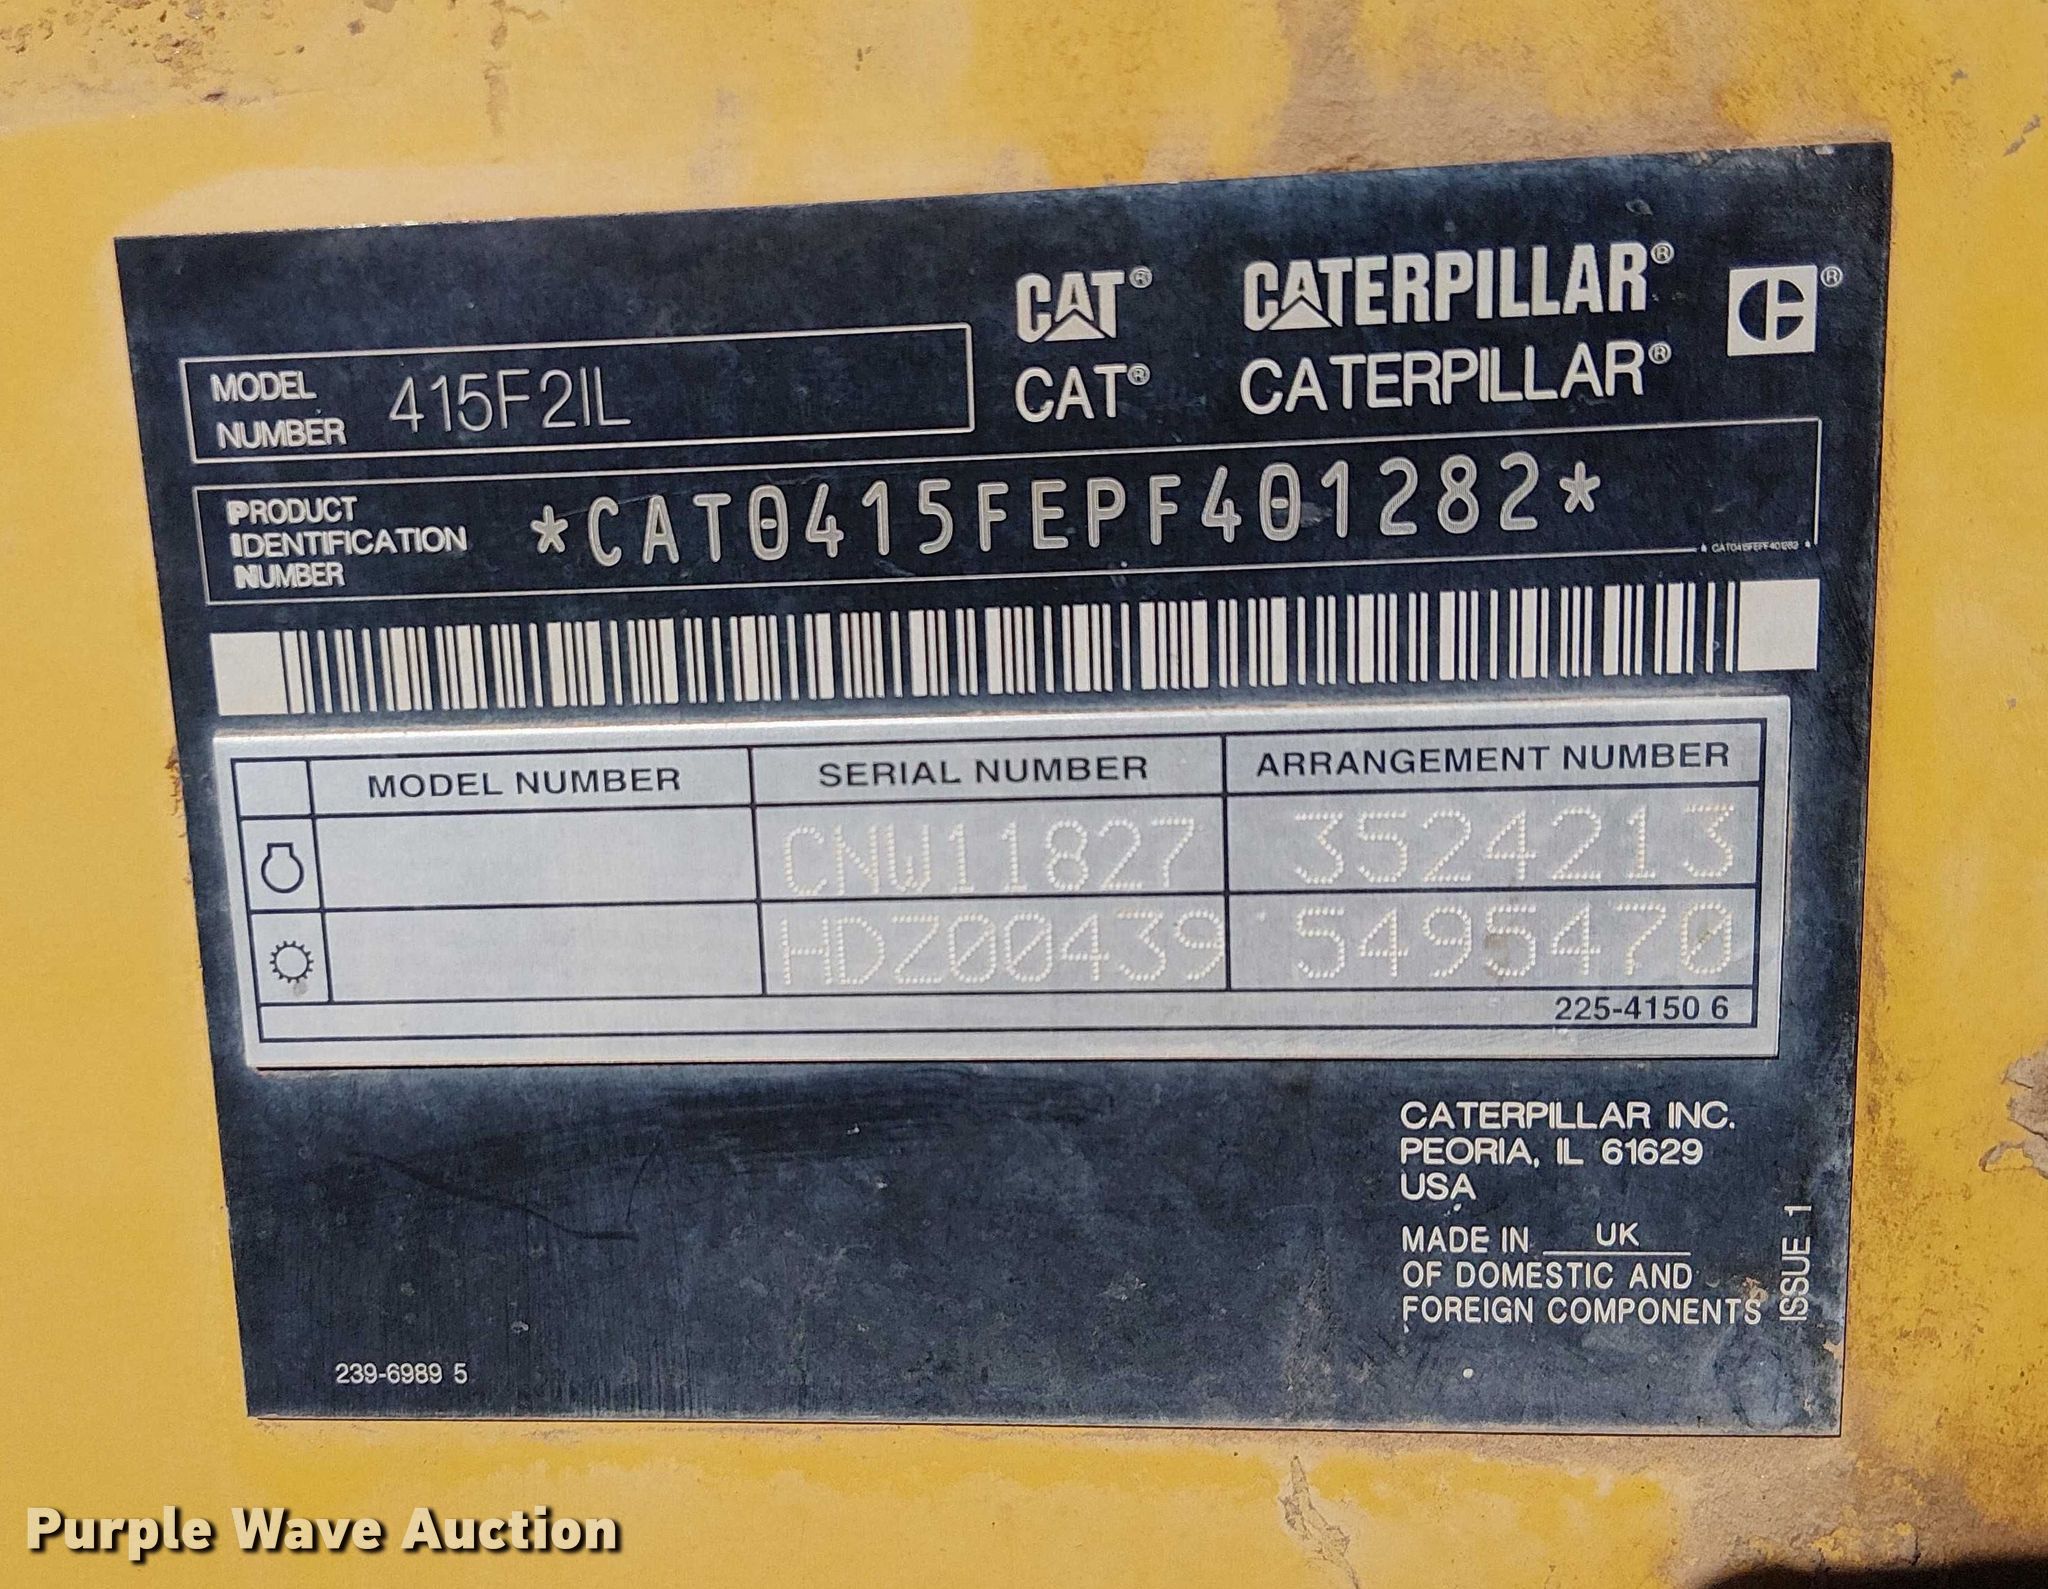 CAT® CATERPILLAR® ®
CAT® CATERPILLAR®
MODEL
NUMBER 415F2IL
PRODUCT
IDENTIFICATION
NUMBER *CAT0415FEPF401282*
* CAT0415FEPF401282 *
MODEL NUMBER SERIAL NUMBER ARRANGEMENT NUMBER
CNW11827 3524213
HDZ00439 5495470
225-4150 6
CATERPILLAR INC.
PEORIA, IL 61629
USA
MADE IN UK
OF DOMESTIC AND
FOREIGN COMPONENTS
ISSUE 1
239-6989 5
Purple Wave Auction